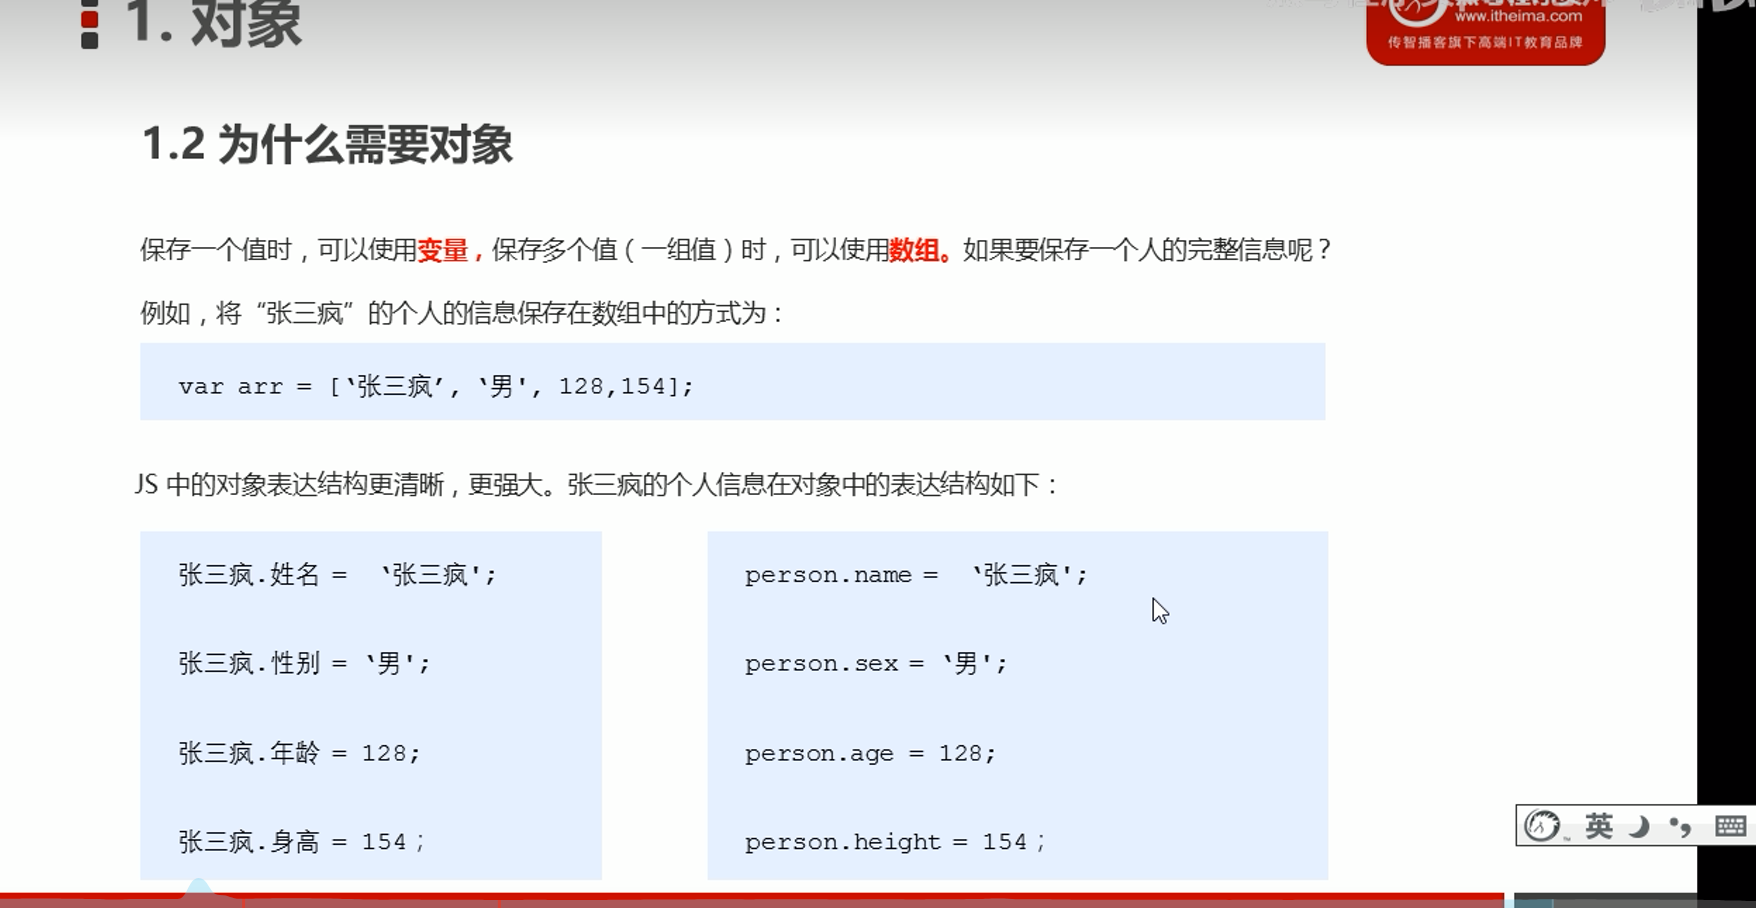 1. 对象
www.itheima.com
传智播客旗下高端IT教育品牌
1.2 为什么需要对象
保存一个值时，可以使用变量，保存多个值（一组值）时，可以使用数组。如果要保存一个人的完整信息呢？
例如，将“张三疯”的个人的信息保存在数组中的方式为：
var arr = [‘张三疯’, ‘男', 128,154];
JS 中的对象表达结构更清晰，更强大。张三疯的个人信息在对象中的表达结构如下：
张三疯.姓名 = ‘张三疯';
张三疯.性别 = ‘男';
张三疯.年龄 = 128;
张三疯.身高 = 154；
person.name = ‘张三疯';
person.sex = ‘男';
person.age = 128;
person.height = 154；
英